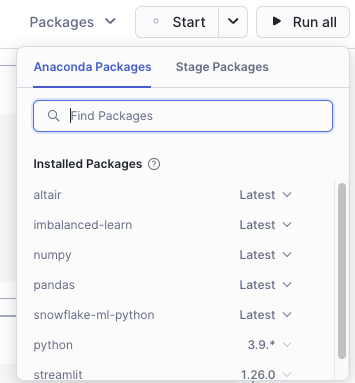 Packages Start Run all
Anaconda Packages Stage Packages
Find Packages
Installed Packages ?
altair Latest
imbalanced-learn Latest
numpy Latest
pandas Latest
snowflake-ml-python Latest
python 3.9.*
streamlit 1.26.0